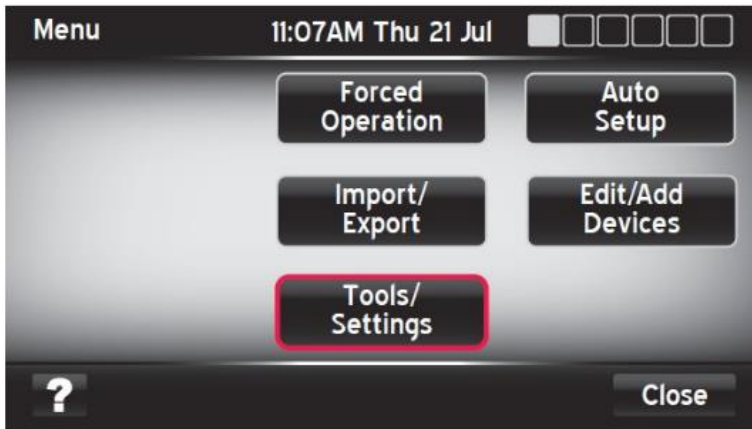 Menu 11:07AM Thu 21 Jul
Forced
Operation
Auto
Setup
Import/
Export
Edit/Add
Devices
Tools/
Settings
?
Close